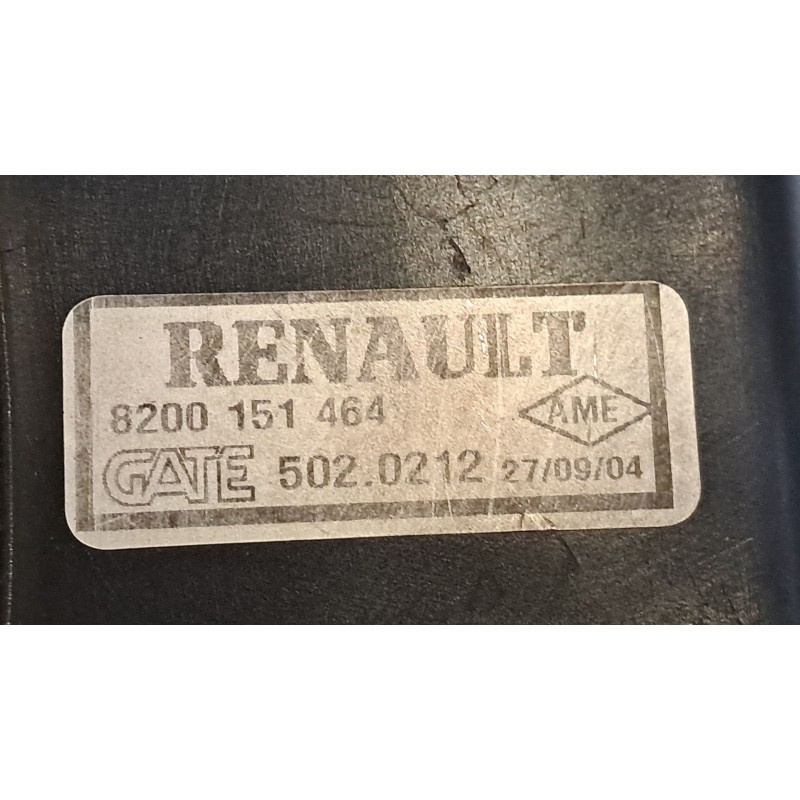 RENAULT
8200 151 464
AME
GATE 502.0212 27/09/04